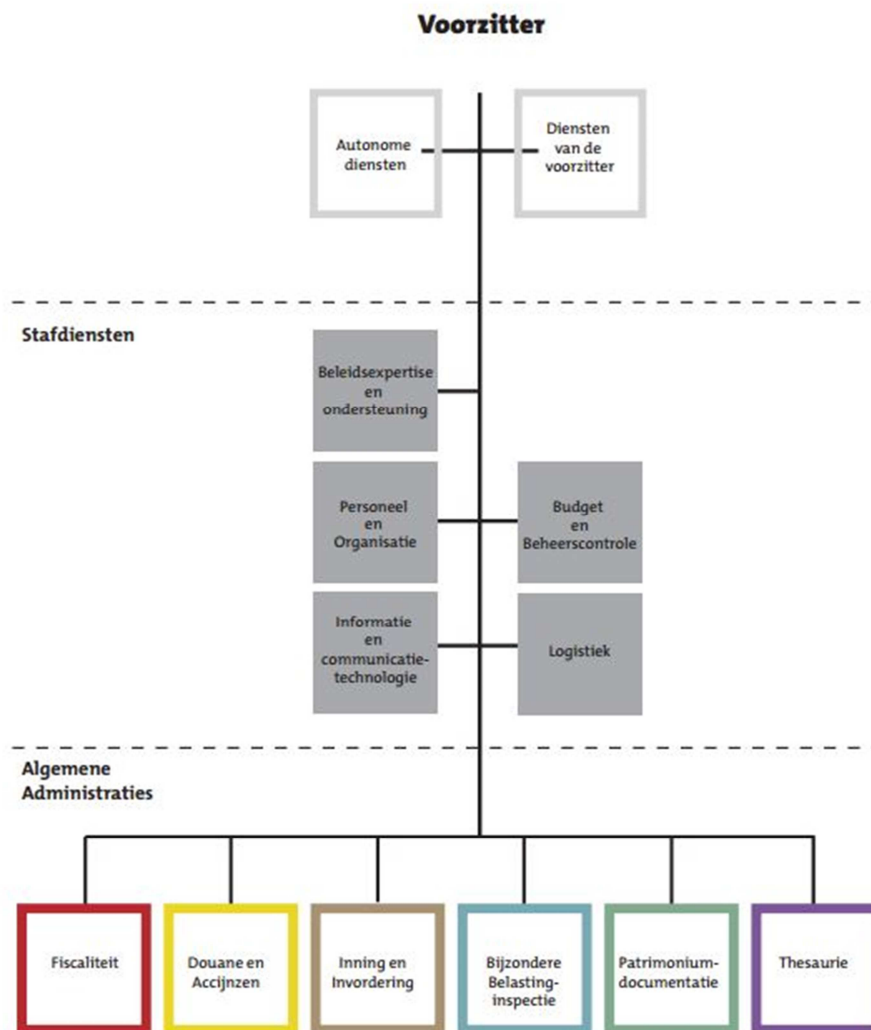 Voorzitter
Autonome
diensten
Diensten
van de
voorzitter
Stafdiensten
Beleidsexpertise
en
ondersteuning
Personeel
en
Organisatie
Budget
en
Beheerscontrole
Informatie
en
communicatie-
technologie
Logistiek
Algemene
Administraties
Fiscaliteit
Douane en
Accijnzen
Inning en
Invordering
Bijzondere
Belasting-
inspectie
Patrimonium-
documentatie
Thesaurie